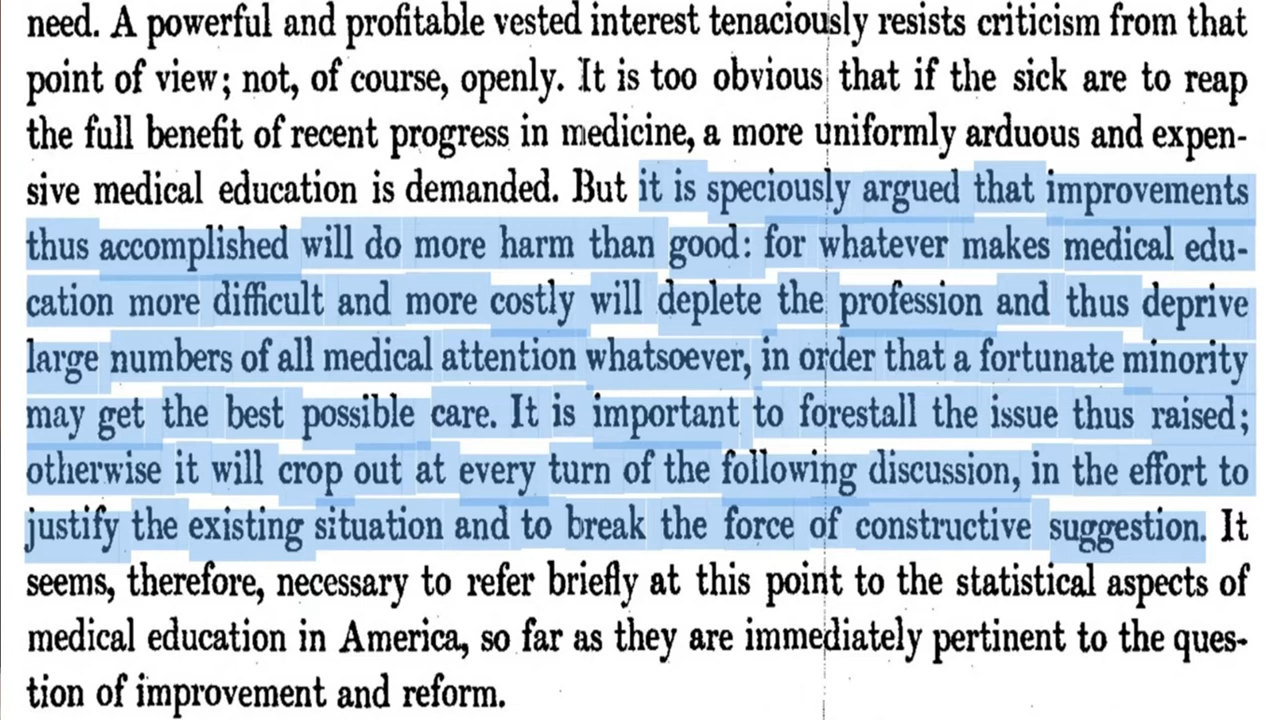 need. A powerful and profitable vested interest tenaciously resists criticism from that
point of view; not, of course, openly. It is too obvious that if the sick are to reap
the full benefit of recent progress in medicine, a more uniformly arduous and expen-
sive medical education is demanded. But it is speciously argued that improvements
thus accomplished will do more harm than good: for whatever makes medical edu-
cation more difficult and more costly will deplete the profession and thus deprive
large numbers of all medical attention whatsoever, in order that a fortunate minority
may get the best possible care. It is important to forestall the issue thus raised;
otherwise it will crop out at every turn of the following discussion, in the effort to
justify the existing situation and to break the force of constructive suggestion. It
seems, therefore, necessary to refer briefly at this point to the statistical aspects of
medical education in America, so far as they are immediately pertinent to the ques-
tion of improvement and reform.